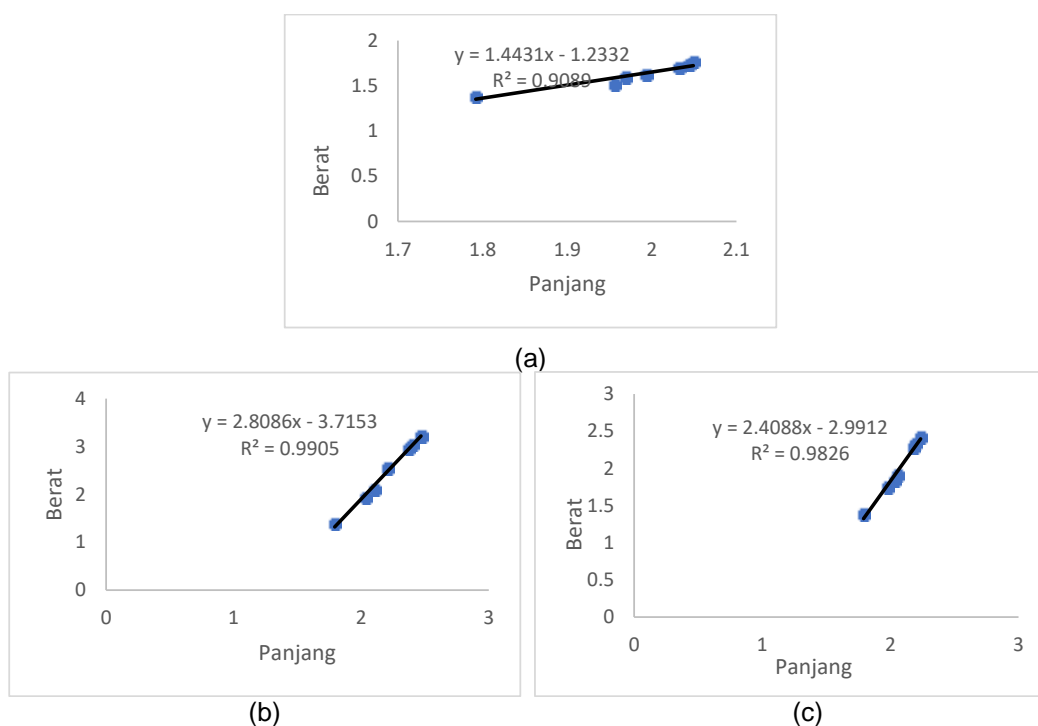 2
y = 1.4431x - 1.2332
R² = 0.9089
1.5
1
0.5
0
Berat
1.7 1.8 1.9 2 2.1
Panjang
(a)
4
y = 2.8086x - 3.7153
R² = 0.9905
3
2
1
0
Berat
0 1 2 3
Panjang
(b)
3
2.5
y = 2.4088x - 2.9912
R² = 0.9826
2
1.5
1
0.5
0
Berat
0 1 2 3
Panjang
(c)